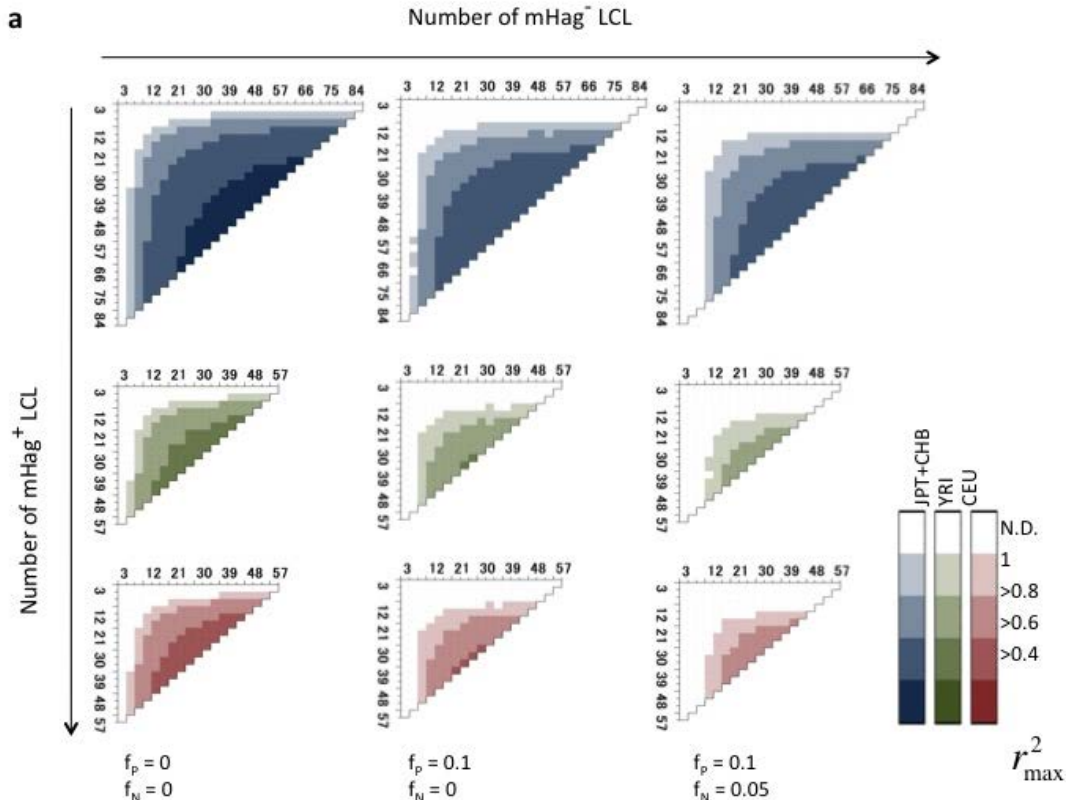 a
Number of mHag⁻ LCL
Number of mHag⁺ LCL
3 12 21 30 39 48 57 66 75 84
3 12 21 30 39 48 57 66 75 84
3 12 21 30 39 48 57 66 75 84
3 12 21 30 39 48 57 66 75 84
3 12 21 30 39 48 57 66 75 84
3 12 21 30 39 48 57 66 75 84
3 12 21 30 39 48 57
3 12 21 30 39 48 57
3 12 21 30 39 48 57
3 12 21 30 39 48 57
3 12 21 30 39 48 57
3 12 21 30 39 48 57
3 12 21 30 39 48 57
3 12 21 30 39 48 57
3 12 21 30 39 48 57
3 12 21 30 39 48 57
3 12 21 30 39 48 57
3 12 21 30 39 48 57
JPT+CHB
YRI
CEU
N.D.
1
>0.8
>0.6
>0.4
r²max
fP = 0
fN = 0
fP = 0.1
fN = 0
fP = 0.1
fN = 0.05